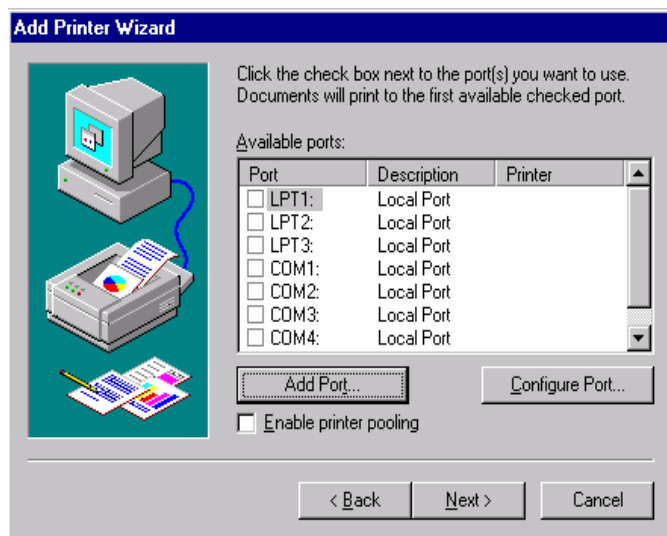 Add Printer Wizard
Click the check box next to the port(s) you want to use.
Documents will print to the first available checked port.
Available ports:
Port Description Printer
LPT1: Local Port
LPT2: Local Port
LPT3: Local Port
COM1: Local Port
COM2: Local Port
COM3: Local Port
COM4: Local Port
Add Port... Configure Port...
Enable printer pooling
< Back Next > Cancel